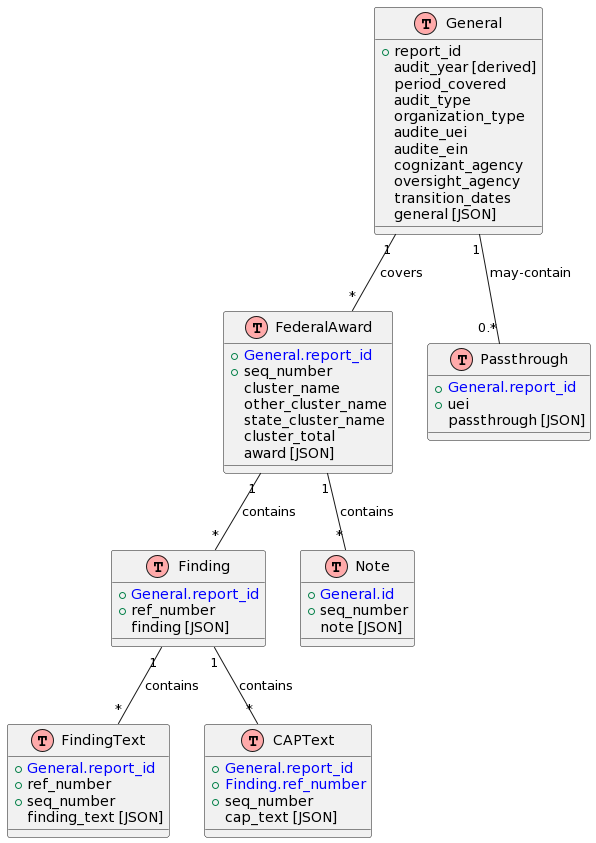 T General
report_id
audit_year [derived]
period_covered
audit_type
organization_type
audite_uei
audite_ein
cognizant_agency
oversight_agency
transition_dates
general [JSON]
1 1
covers may-contain
* 0.*
T FederalAward
General.report_id
seq_number
cluster_name
other_cluster_name
state_cluster_name
cluster_total
award [JSON]
T Passthrough
General.report_id
uei
passthrough [JSON]
1 1
contains contains
* *
T Finding
General.report_id
ref_number
finding [JSON]
T Note
General.id
seq_number
note [JSON]
1 1
contains contains
* *
T FindingText
General.report_id
ref_number
seq_number
finding_text [JSON]
T CAPText
General.report_id
Finding.ref_number
seq_number
cap_text [JSON]